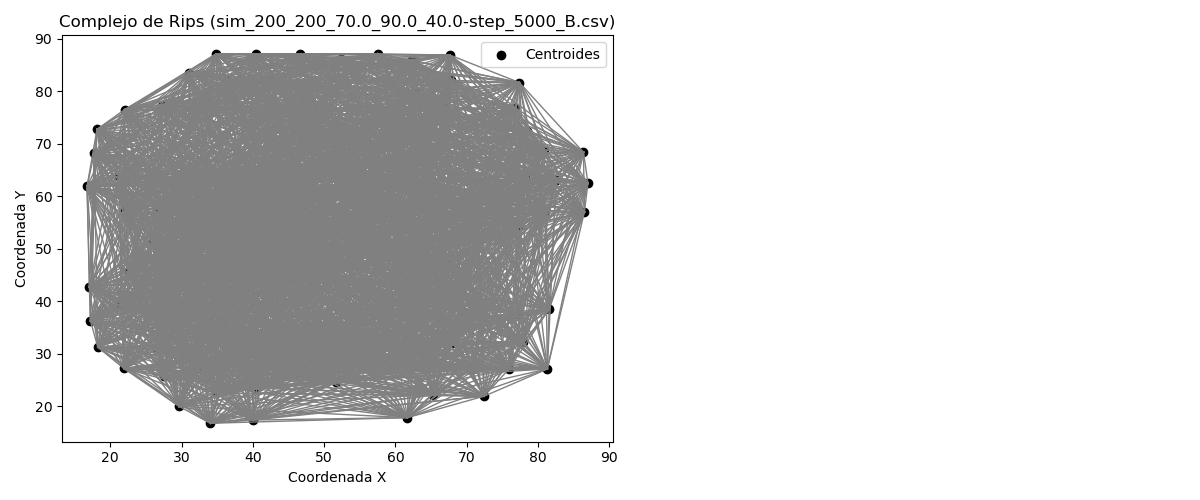 Complejo de Rips (sim_200_200_70.0_90.0_40.0-step_5000_B.csv)
Centroides
90
80
70
60
50
40
30
20
Coordenada Y
20 30 40 50 60 70 80 90
Coordenada X